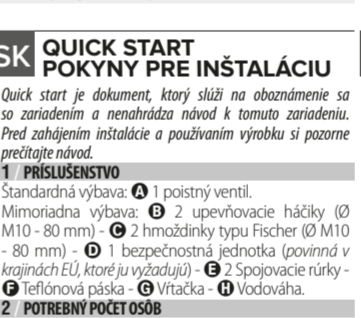 SK QUICK START
POKYNY PRE INŠTALÁCIU
Quick start je dokument, ktorý slúži na oboznámenie sa
so zariadením a nenahrádza návod k tomuto zariadeniu.
Pred zahájením inštalácie a používaním výrobku si pozorne
prečítajte návod.
1 / PRÍSLUŠENSTVO
Štandardná výbava: A 1 poistný ventil.
Mimoriadna výbava: B 2 upevňovacie háčiky (Ø
M10 - 80 mm) - C 2 hmoždinky typu Fischer (Ø M10
- 80 mm) - D 1 bezpečnostná jednotka (povinná v
krajinách EÚ, ktoré ju vyžadujú) - E 2 Spojovacie rúrky -
F Teflónová páska - G Vŕtačka - H Vodováha.
2 / POTREBNÝ POČET OSÔB